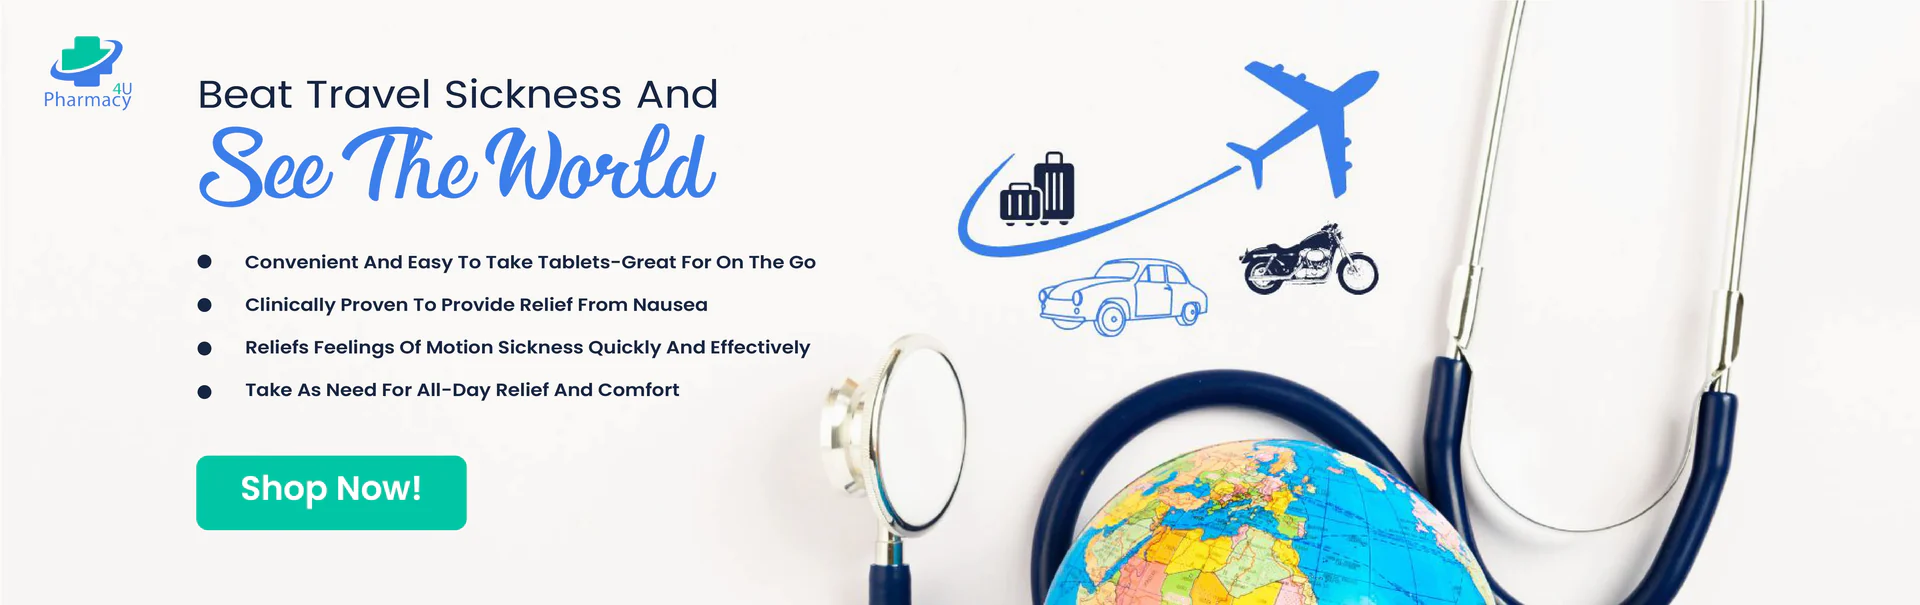 4U
Pharmacy
Beat Travel Sickness And
See The World
Convenient And Easy To Take Tablets-Great For On The Go
Clinically Proven To Provide Relief From Nausea
Reliefs Feelings Of Motion Sickness Quickly And Effectively
Take As Need For All-Day Relief And Comfort
Shop Now!